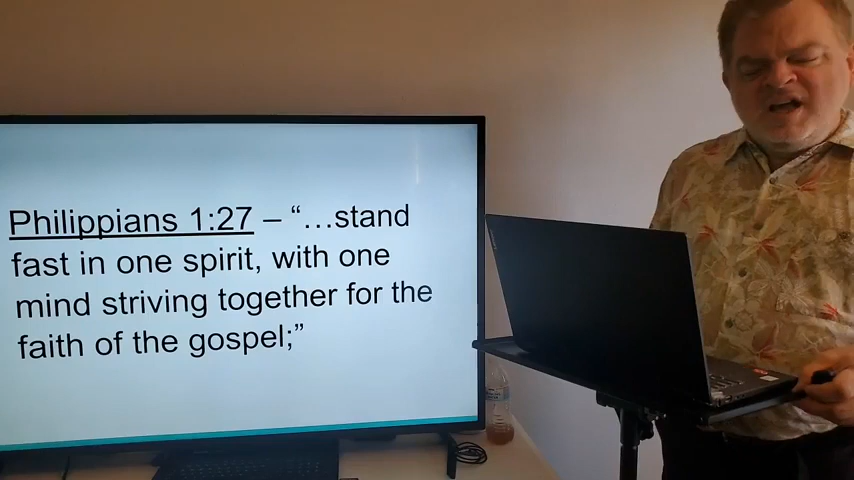 Philippians 1:27 – “…stand
fast in one spirit, with one
mind striving together for the
faith of the gospel;”